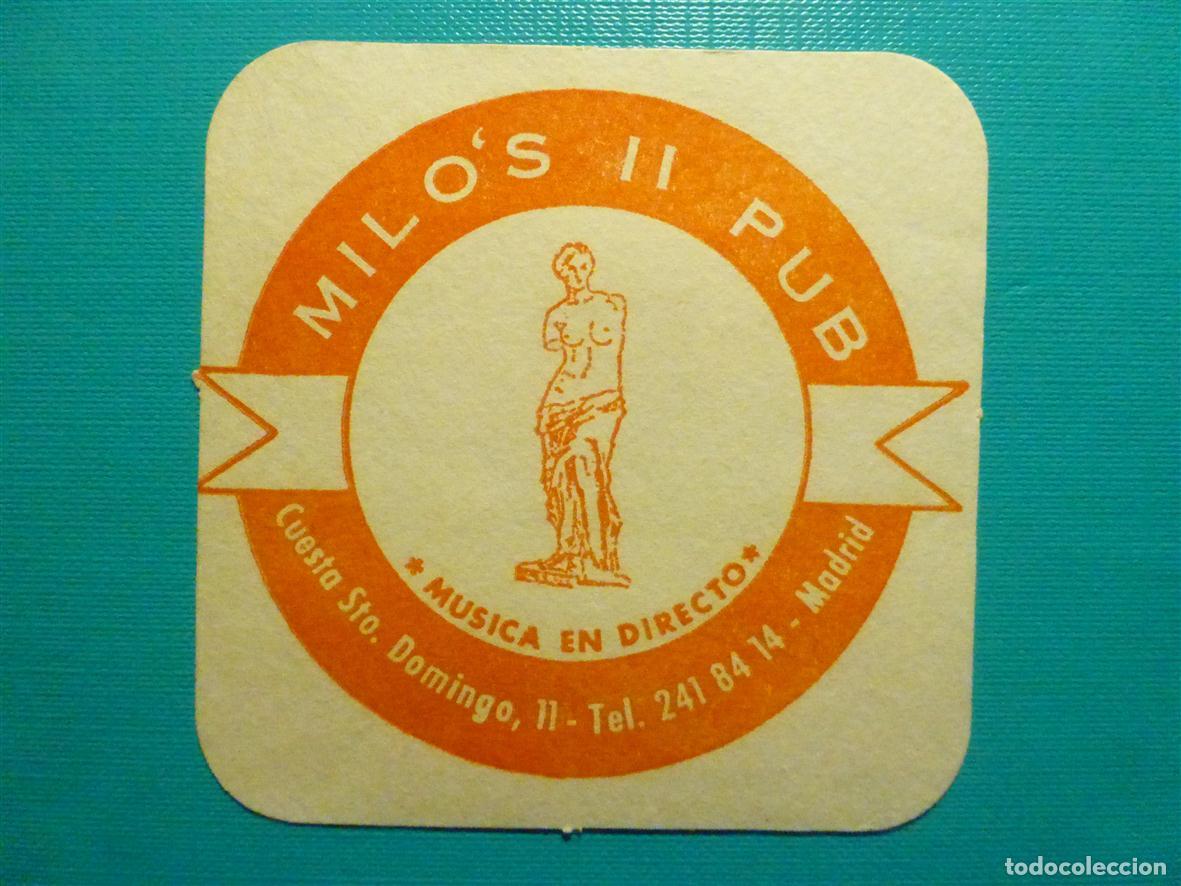 MILO'S II PUB
* MUSICA EN DIRECTO *
Cuesta Sto. Domingo, 11 - Tel. 241 84 14 - Madrid
todocoleccion